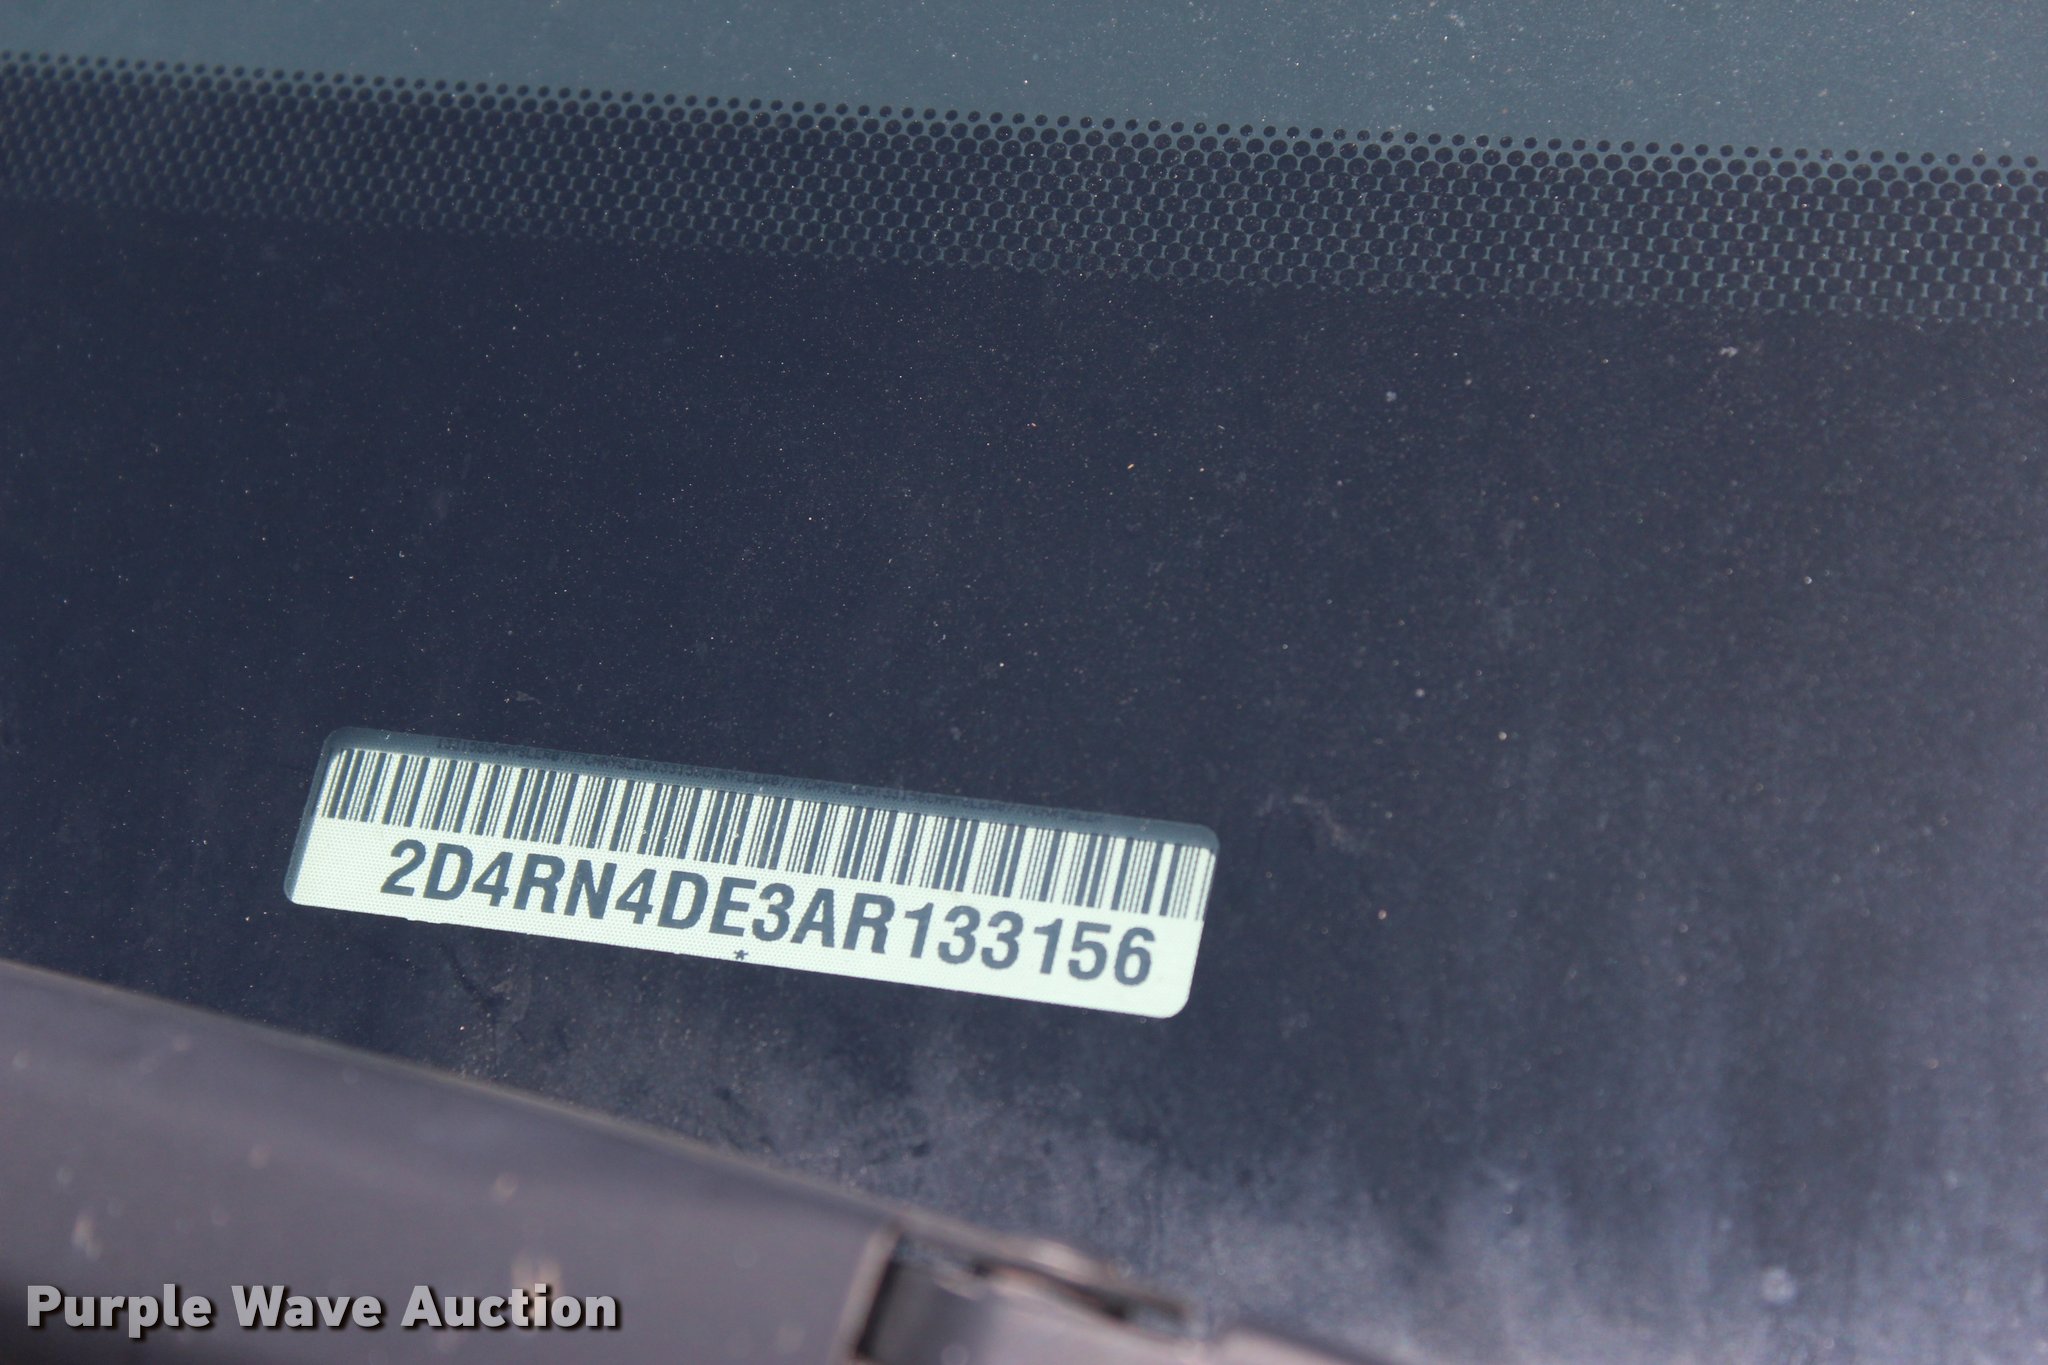 2D4RN4DE3AR133156
*
Purple Wave Auction